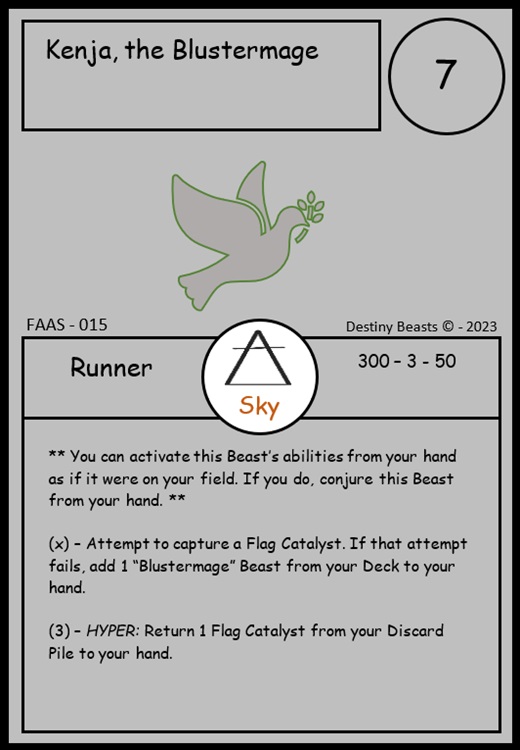 Kenja, the Blustermage
7
FAAS - 015
Destiny Beasts © - 2023
Runner
Sky
300 – 3 - 50
** You can activate this Beast's abilities from your hand
as if it were on your field. If you do, conjure this Beast
from your hand. **
(x) – Attempt to capture a Flag Catalyst. If that attempt
fails, add 1 “Blustermage” Beast from your Deck to your
hand.
(3) – HYPER: Return 1 Flag Catalyst from your Discard
Pile to your hand.